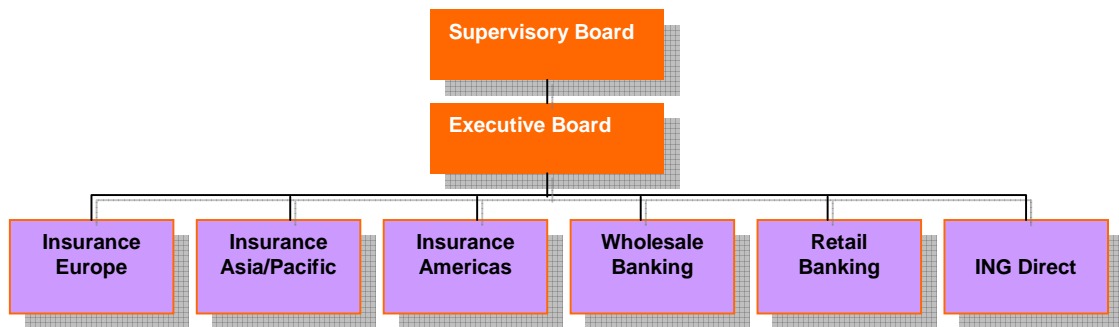 Supervisory Board
Executive Board
Insurance
Europe
Insurance
Asia/Pacific
Insurance
Americas
Wholesale
Banking
Retail
Banking
ING Direct